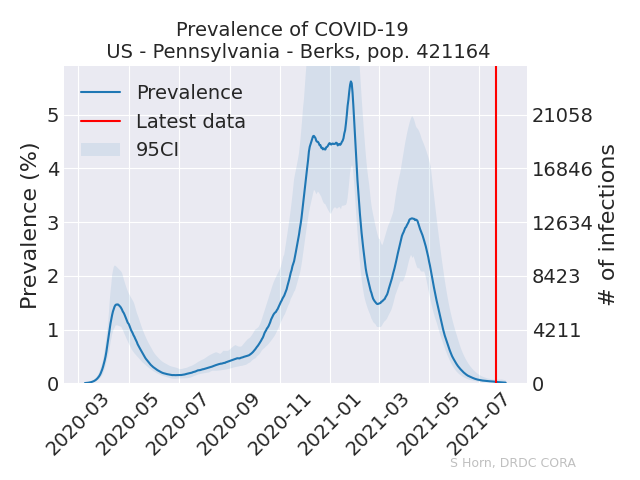 Prevalence of COVID-19
US - Pennsylvania - Berks, pop. 421164
Prevalence
Latest data
95CI
Prevalence (%)
5
4
3
2
1
0
21058
16846
12634
8423
4211
0
# of infections
2020-03
2020-05
2020-07
2020-09
2020-11
2021-01
2021-03
2021-05
2021-07
S Horn, DRDC CORA